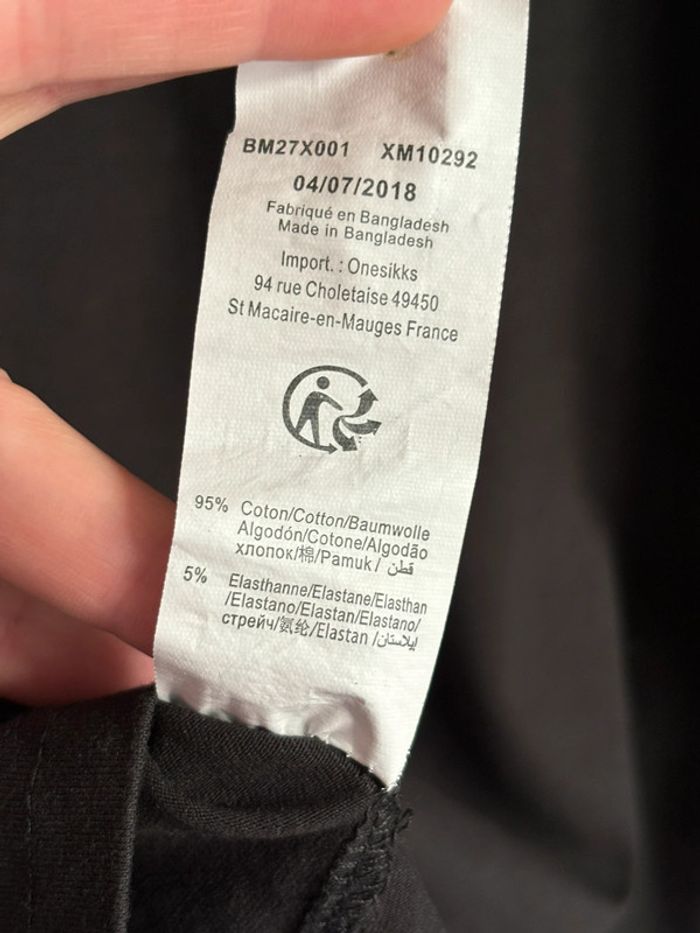 BM27X001 XM10292
04/07/2018
Fabriqué en Bangladesh
Made in Bangladesh
Import. : Onesikks
94 rue Choletaise 49450
St Macaire-en-Mauges France
95% Coton/Cotton/Baumwolle
Algodón/Cotone/Algodão
хлопок/棉/Pamuk/ قطن
5% Elasthanne/Elastane/Elasthan
/Elastano/Elastan/Elastano/
стрейч/氨纶/Elastan /إيلاستان